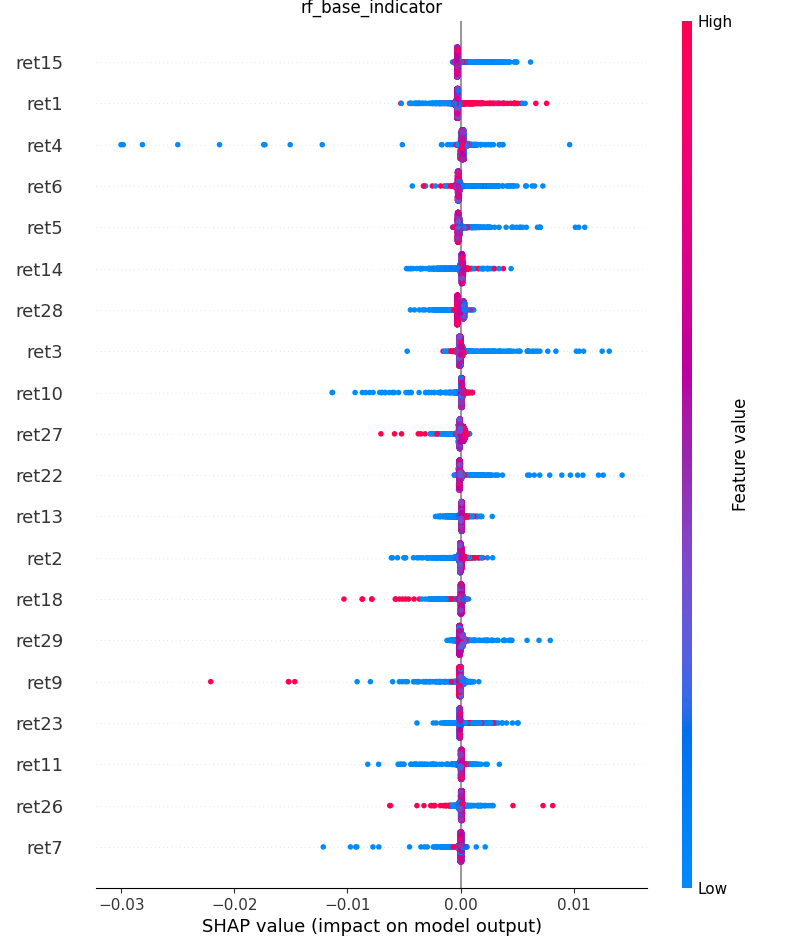 rf_base_indicator
High
ret15
ret1
ret4
ret6
ret5
ret14
ret28
ret3
ret10
ret27
ret22
ret13
ret2
ret18
ret29
ret9
ret23
ret11
ret26
ret7
Feature value
Low
−0.03 −0.02 −0.01 0.00 0.01
SHAP value (impact on model output)